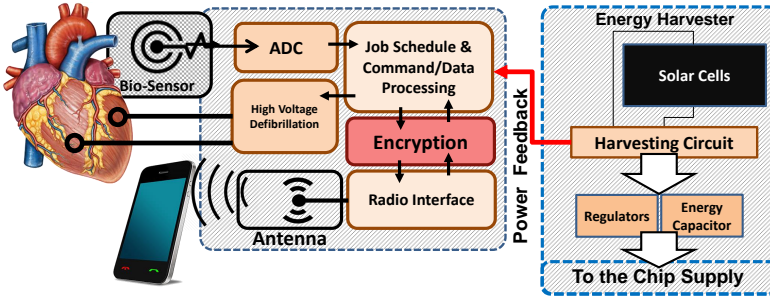 Bio-Sensor
ADC
Job Schedule &
Command/Data
Processing
High Voltage
Defibrillation
Encryption
Radio Interface
Antenna
Power Feedback
Energy Harvester
Solar Cells
Harvesting Circuit
Regulators
Energy
Capacitor
To the Chip Supply